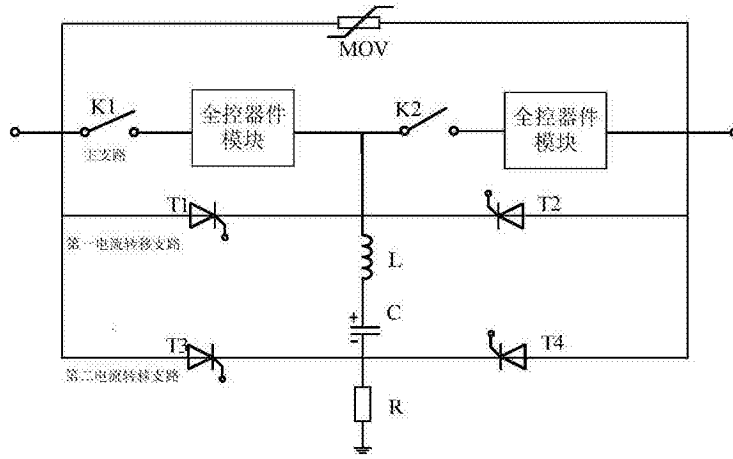 MOV
K1
全控器件
模块
K2
全控器件
模块
主支路
T1
T2
第一电流转移支路
L
+
C
-
T3
T4
第二电流转移支路
R